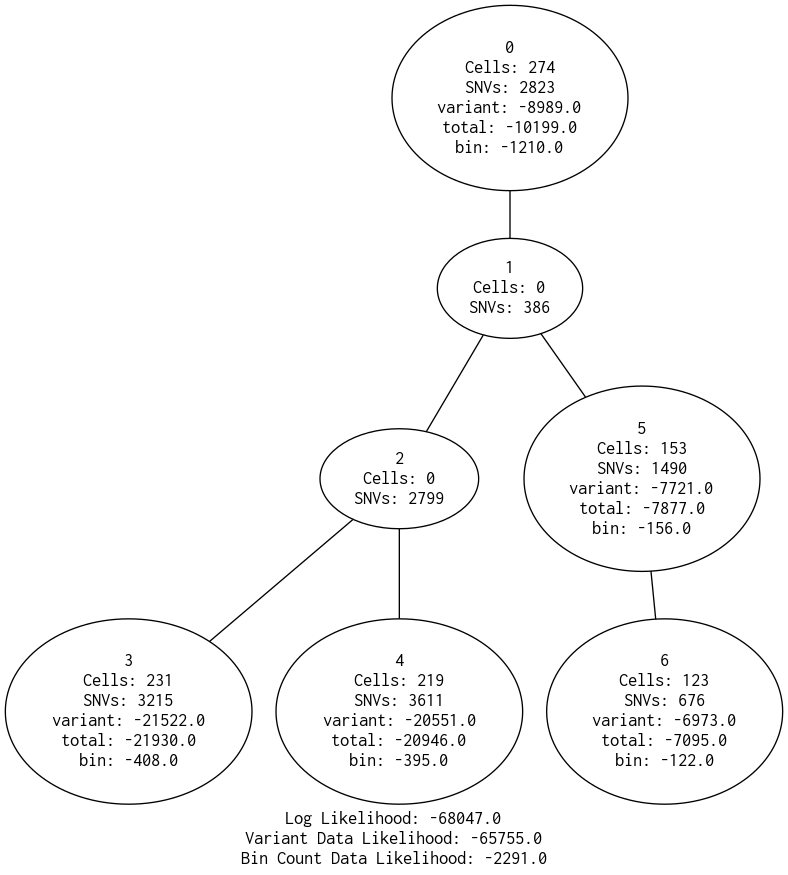 0
Cells: 274
SNVs: 2823
variant: -8989.0
total: -10199.0
bin: -1210.0
1
Cells: 0
SNVs: 386
2
Cells: 0
SNVs: 2799
5
Cells: 153
SNVs: 1490
variant: -7721.0
total: -7877.0
bin: -156.0
3
Cells: 231
SNVs: 3215
variant: -21522.0
total: -21930.0
bin: -408.0
4
Cells: 219
SNVs: 3611
variant: -20551.0
total: -20946.0
bin: -395.0
6
Cells: 123
SNVs: 676
variant: -6973.0
total: -7095.0
bin: -122.0
Log Likelihood: -68047.0
Variant Data Likelihood: -65755.0
Bin Count Data Likelihood: -2291.0